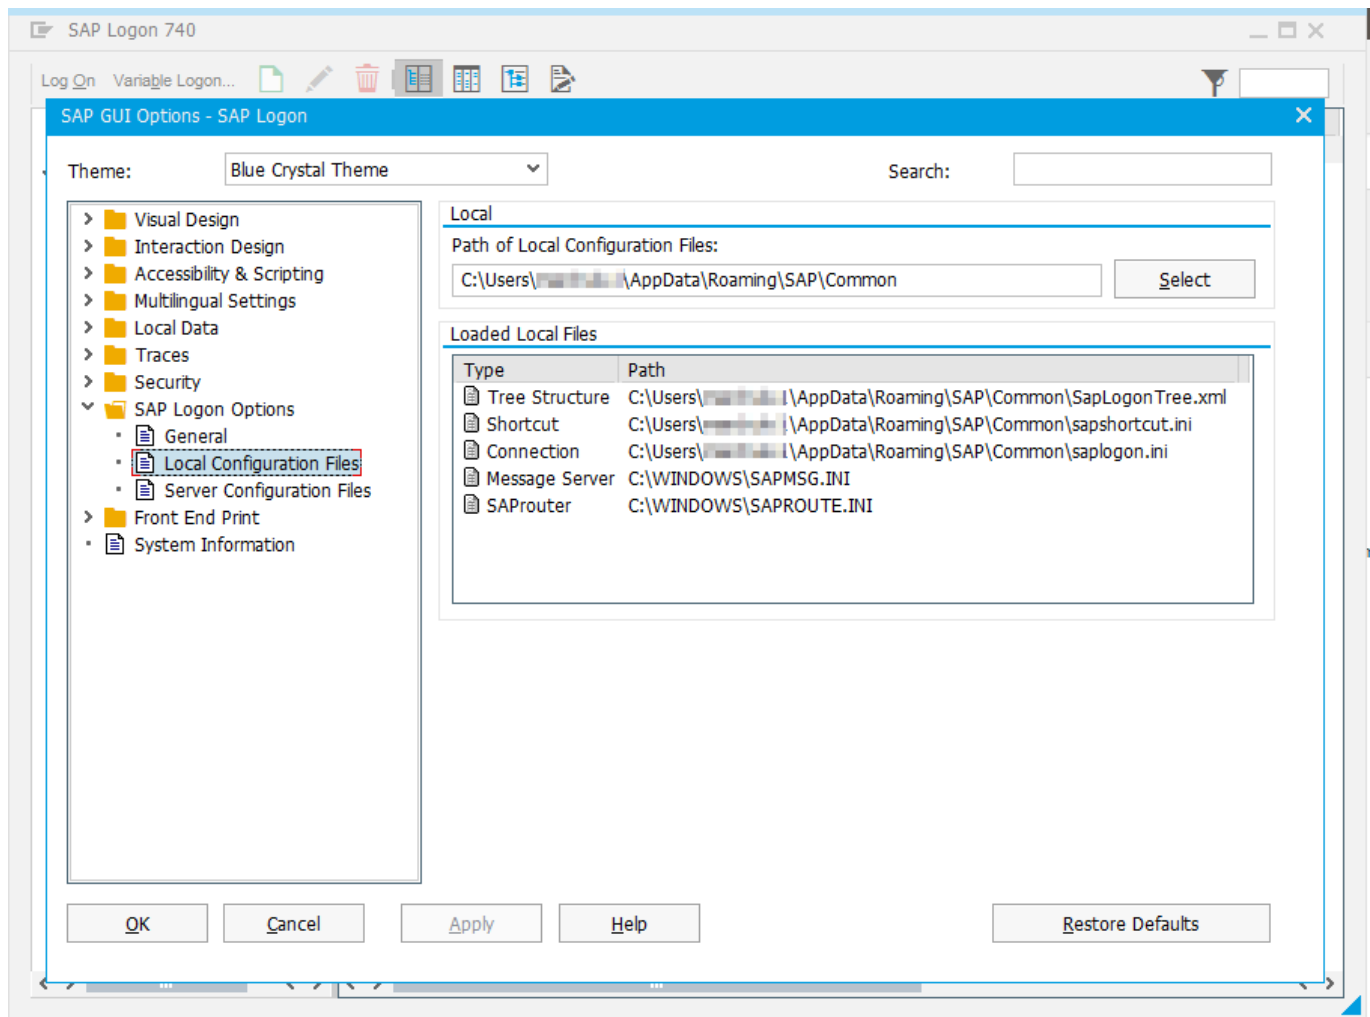 SAP Logon 740
Log On Variable Logon...
SAP GUI Options - SAP Logon
Theme: Blue Crystal Theme Search:
Visual Design
Interaction Design
Accessibility & Scripting
Multilingual Settings
Local Data
Traces
Security
SAP Logon Options
General
Local Configuration Files
Server Configuration Files
Front End Print
System Information
Local
Path of Local Configuration Files:
C:\Users\ \AppData\Roaming\SAP\Common Select
Loaded Local Files
Type Path
Tree Structure C:\Users\ \AppData\Roaming\SAP\Common\SapLogonTree.xml
Shortcut C:\Users\ \AppData\Roaming\SAP\Common\sapshortcut.ini
Connection C:\Users\ \AppData\Roaming\SAP\Common\saplogon.ini
Message Server C:\WINDOWS\SAPMSG.INI
SAProuter C:\WINDOWS\SAPROUTE.INI
OK Cancel Apply Help Restore Defaults